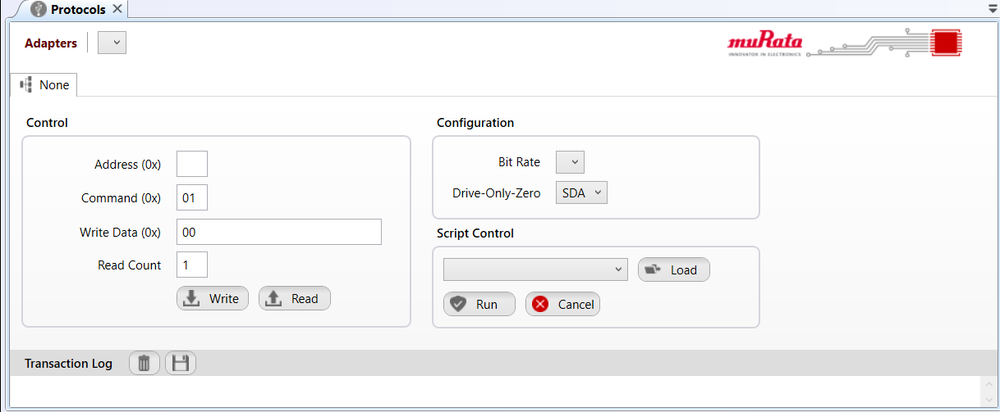 Protocols
Adapters
muRata
INNOVATOR IN ELECTRONICS
None
Control
Configuration
Address (0x)
Command (0x) 01
Write Data (0x) 00
Read Count 1
Write Read
Bit Rate
Drive-Only-Zero SDA
Script Control
Load
Run Cancel
Transaction Log